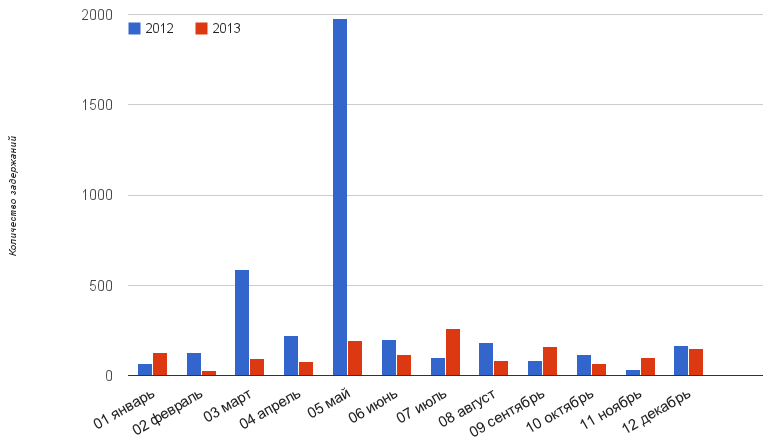 2000
2012 2013
1500
1000
500
0
Количество задержаний
01 январь
02 февраль
03 март
04 апрель
05 май
06 июнь
07 июль
08 август
09 сентябрь
10 октябрь
11 ноябрь
12 декабрь